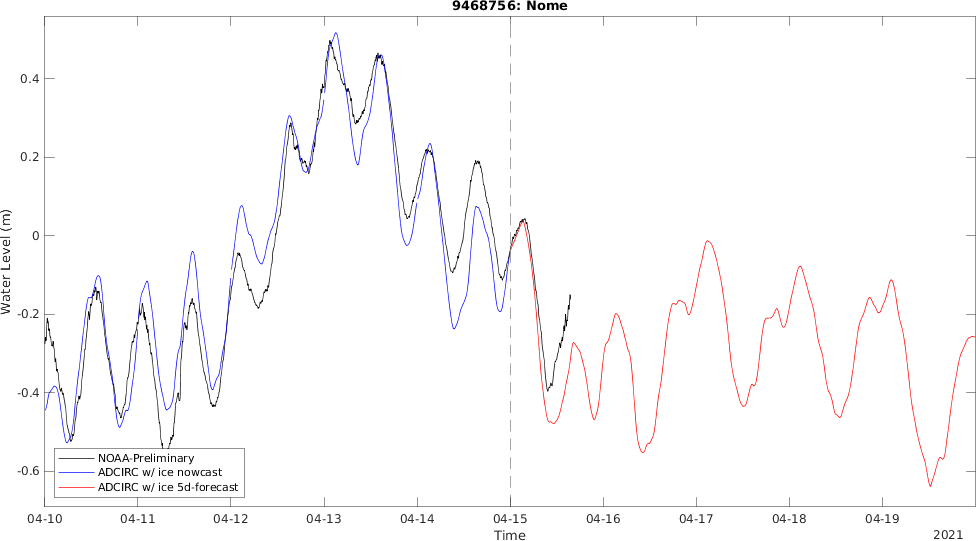 9468756: Nome
Water Level (m)
0.4
0.2
0
-0.2
-0.4
-0.6
NOAA-Preliminary
ADCIRC w/ ice nowcast
ADCIRC w/ ice 5d-forecast
04-10 04-11 04-12 04-13 04-14 04-15 04-16 04-17 04-18 04-19
Time
2021